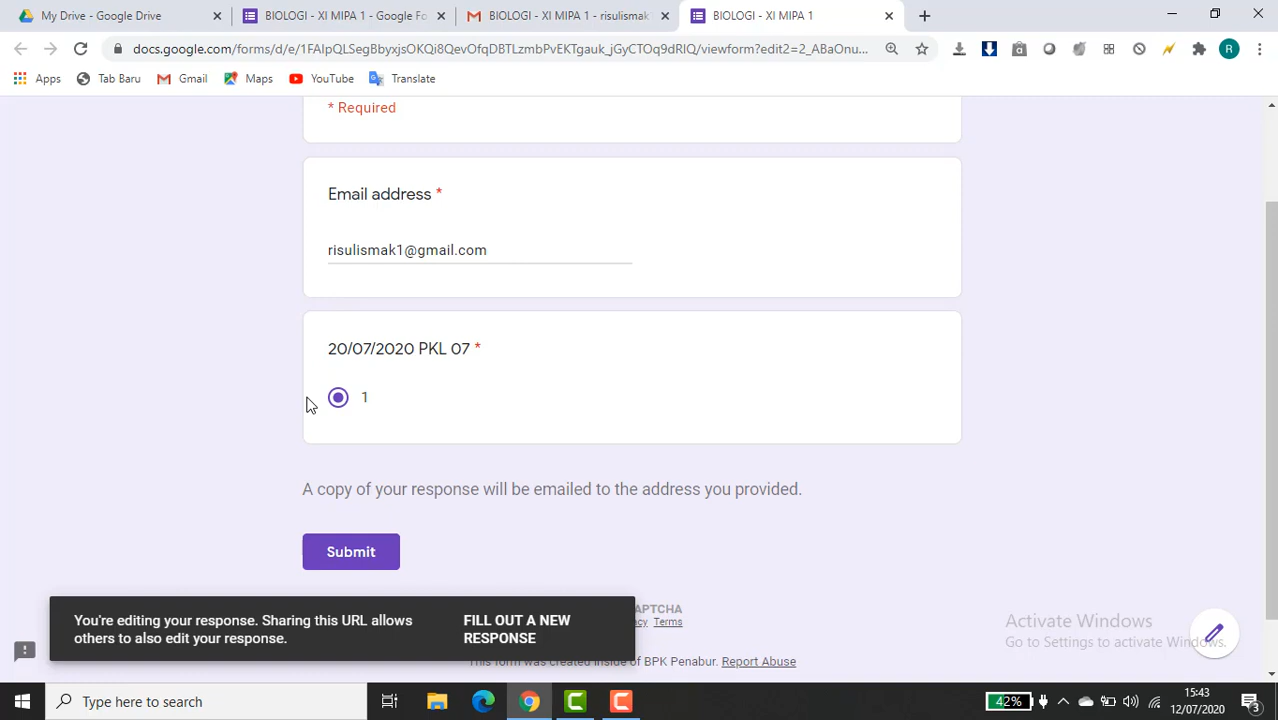 My Drive - Google Drive
BIOLOGI - XI MIPA 1 - Google Fo
BIOLOGI - XI MIPA 1 - risulismak
BIOLOGI - XI MIPA 1
docs.google.com/forms/d/e/1FAIpQLSegBbyxjsOKQi8QevOfqDBTLzmbPvEKTgauk_jGyCTOq9dRIQ/viewform?edit2=2_ABaOnu...
R
Apps
Tab Baru
Gmail
Maps
YouTube
Translate
* Required
Email address *
risulismak1@gmail.com
20/07/2020 PKL 07 *
1
A copy of your response will be emailed to the address you provided.
Submit
You're editing your response. Sharing this URL allows
others to also edit your response.
FILL OUT A NEW
RESPONSE
Terms
This form was created inside of BPK Penabur. Report Abuse
Activate Windows
Go to Settings to activate Windows.
Type here to search
42%
15:43
12/07/2020
3